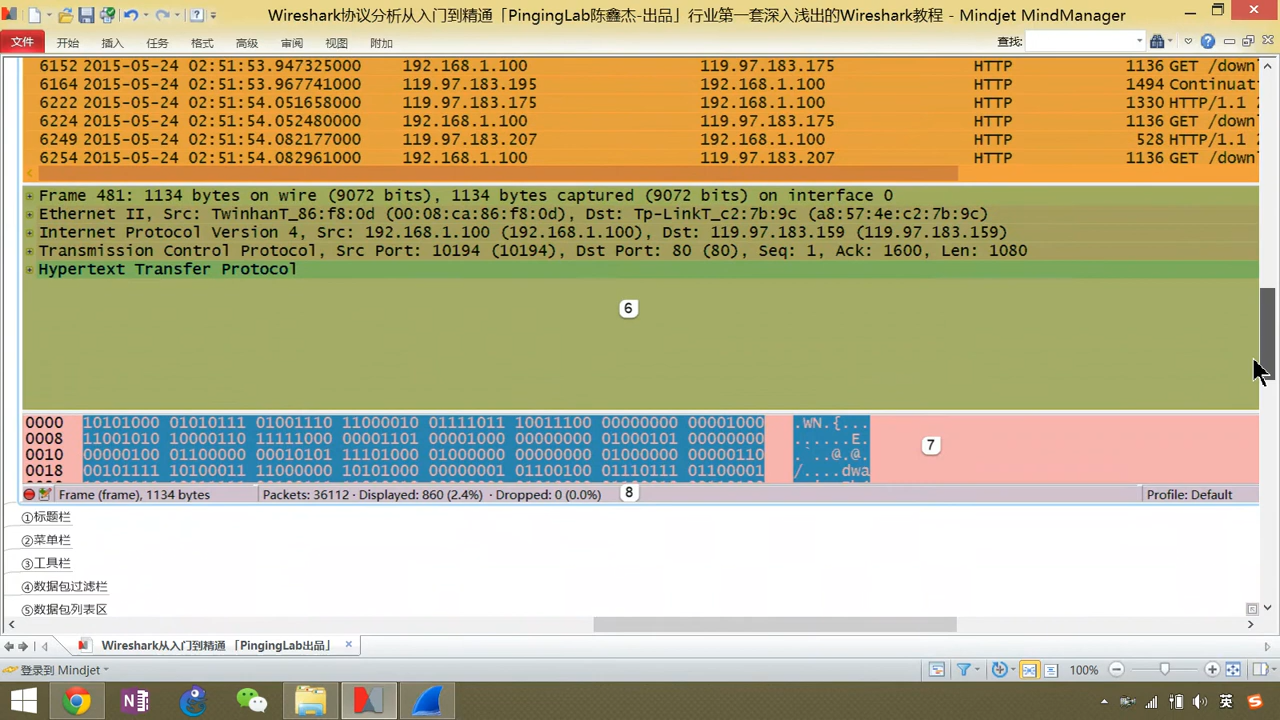 Wireshark协议分析从入门到精通「PingingLab陈鑫杰-出品」行业第一套深入浅出的Wireshark教程 - Mindjet MindManager
文件 开始 插入 任务 格式 高级 审阅 视图 附加 查找:
6152 2015-05-24 02:51:53.947325000 192.168.1.100 119.97.183.175 HTTP 1136 GET /down
6164 2015-05-24 02:51:53.967741000 119.97.183.195 192.168.1.100 HTTP 1494 Continuat
6222 2015-05-24 02:51:54.051658000 119.97.183.175 192.168.1.100 HTTP 1330 HTTP/1.1 2
6224 2015-05-24 02:51:54.052480000 192.168.1.100 119.97.183.175 HTTP 1136 GET /down
6249 2015-05-24 02:51:54.082177000 119.97.183.207 192.168.1.100 HTTP 528 HTTP/1.1 2
6254 2015-05-24 02:51:54.082961000 192.168.1.100 119.97.183.207 HTTP 1136 GET /down
Frame 481: 1134 bytes on wire (9072 bits), 1134 bytes captured (9072 bits) on interface 0
Ethernet II, Src: TwinhanT_86:f8:0d (00:08:ca:86:f8:0d), Dst: Tp-LinkT_c2:7b:9c (a8:57:4e:c2:7b:9c)
Internet Protocol Version 4, Src: 192.168.1.100 (192.168.1.100), Dst: 119.97.183.159 (119.97.183.159)
Transmission Control Protocol, Src Port: 10194 (10194), Dst Port: 80 (80), Seq: 1, Ack: 1600, Len: 1080
Hypertext Transfer Protocol
6
0000 10101000 01010111 01001110 11000010 01111011 10011100 00000000 00001000 .WN.{...
0008 11001010 10000110 11111000 00001101 00001000 00000000 01000101 00000000 ......E.
7
0010 00000100 01100000 00010101 11101100 01000000 00000000 01000000 00000110 .`..@.@.
0018 00101111 10100011 11000000 10101000 00000001 01100100 01110111 01100001 /....dwa
Frame (frame), 1134 bytes Packets: 36112 · Displayed: 860 (2.4%) · Dropped: 0 (0.0%) 8 Profile: Default
①标题栏
②菜单栏
③工具栏
④数据包过滤栏
⑤数据包列表区
Wireshark从入门到精通 「PingingLab出品」
登录到 Mindjet 100%
英